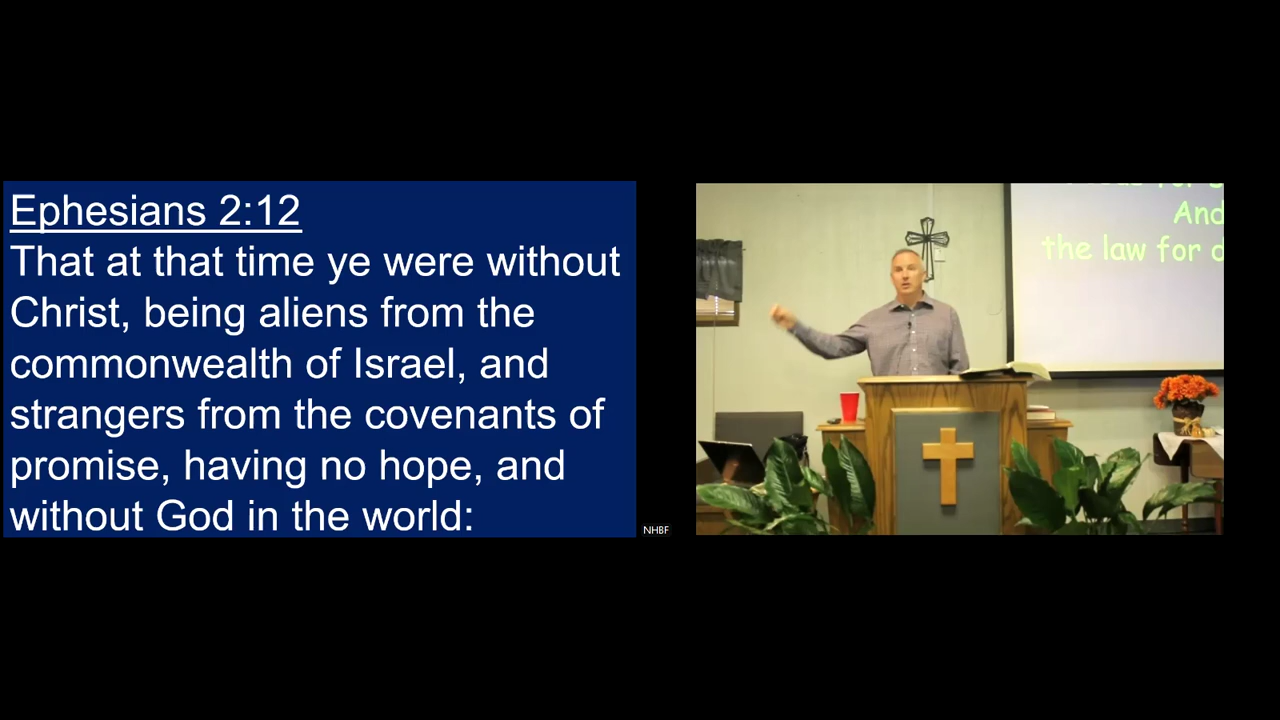 Ephesians 2:12
That at that time ye were without
Christ, being aliens from the
commonwealth of Israel, and
strangers from the covenants of
promise, having no hope, and
without God in the world:
NHBF
for
And
the law for